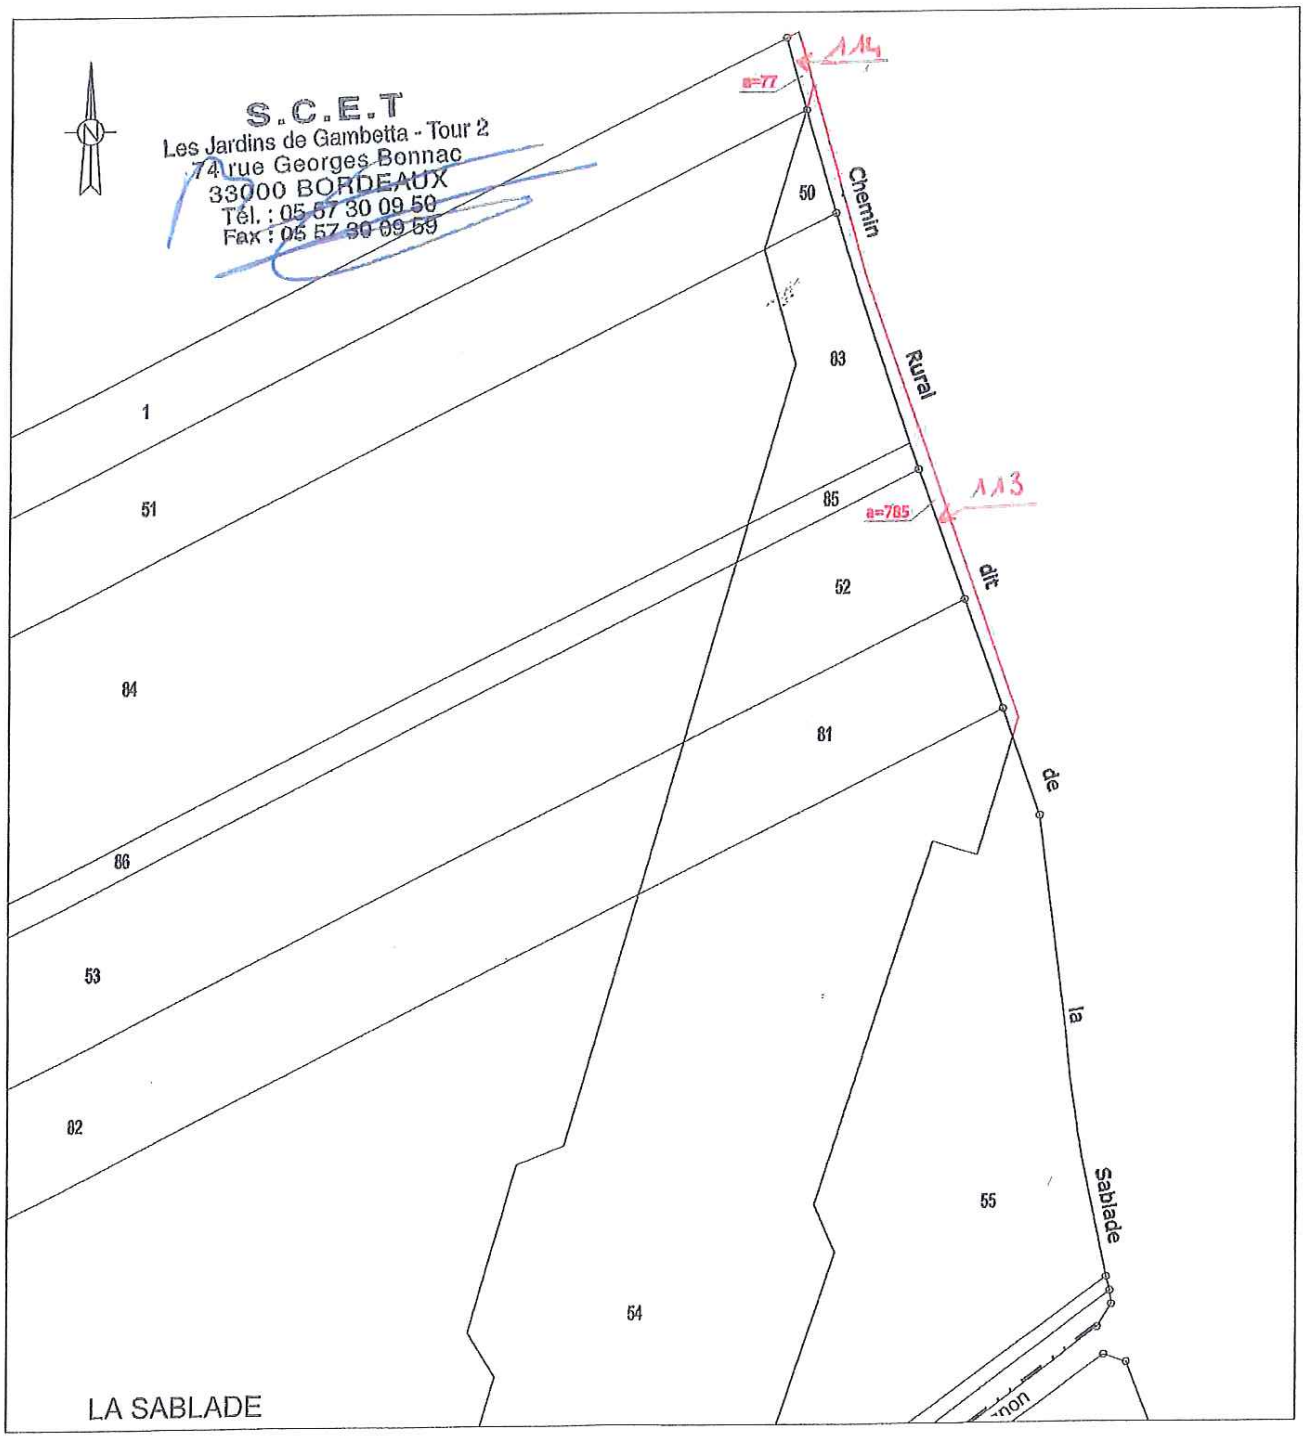 114
a=77
S.C.E.T
Les Jardins de Gambetta - Tour 2
74 rue Georges Bonnac
33000 BORDEAUX
Tél. : 05 57 30 09 50
Fax : 05 57 30 09 59
N
50
Chemin
83
Rural
1
51
85
a=785
113
52
dit
84
81
de
86
53
la
82
55
Sablade
54
LA SABLADE